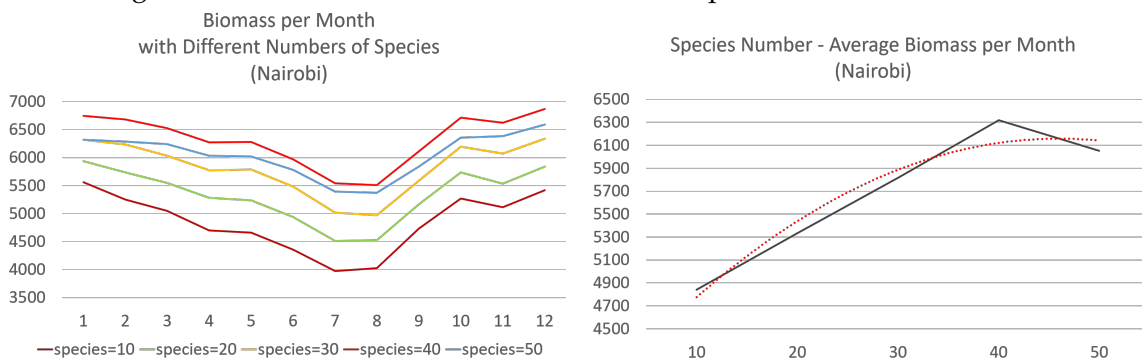 Biomass per Month
with Different Numbers of Species
(Nairobi)
7000
6500
6000
5500
5000
4500
4000
3500
1 2 3 4 5 6 7 8 9 10 11 12
species=10 species=20 species=30 species=40 species=50
Species Number - Average Biomass per Month
(Nairobi)
6500
6300
6100
5900
5700
5500
5300
5100
4900
4700
4500
10 20 30 40 50